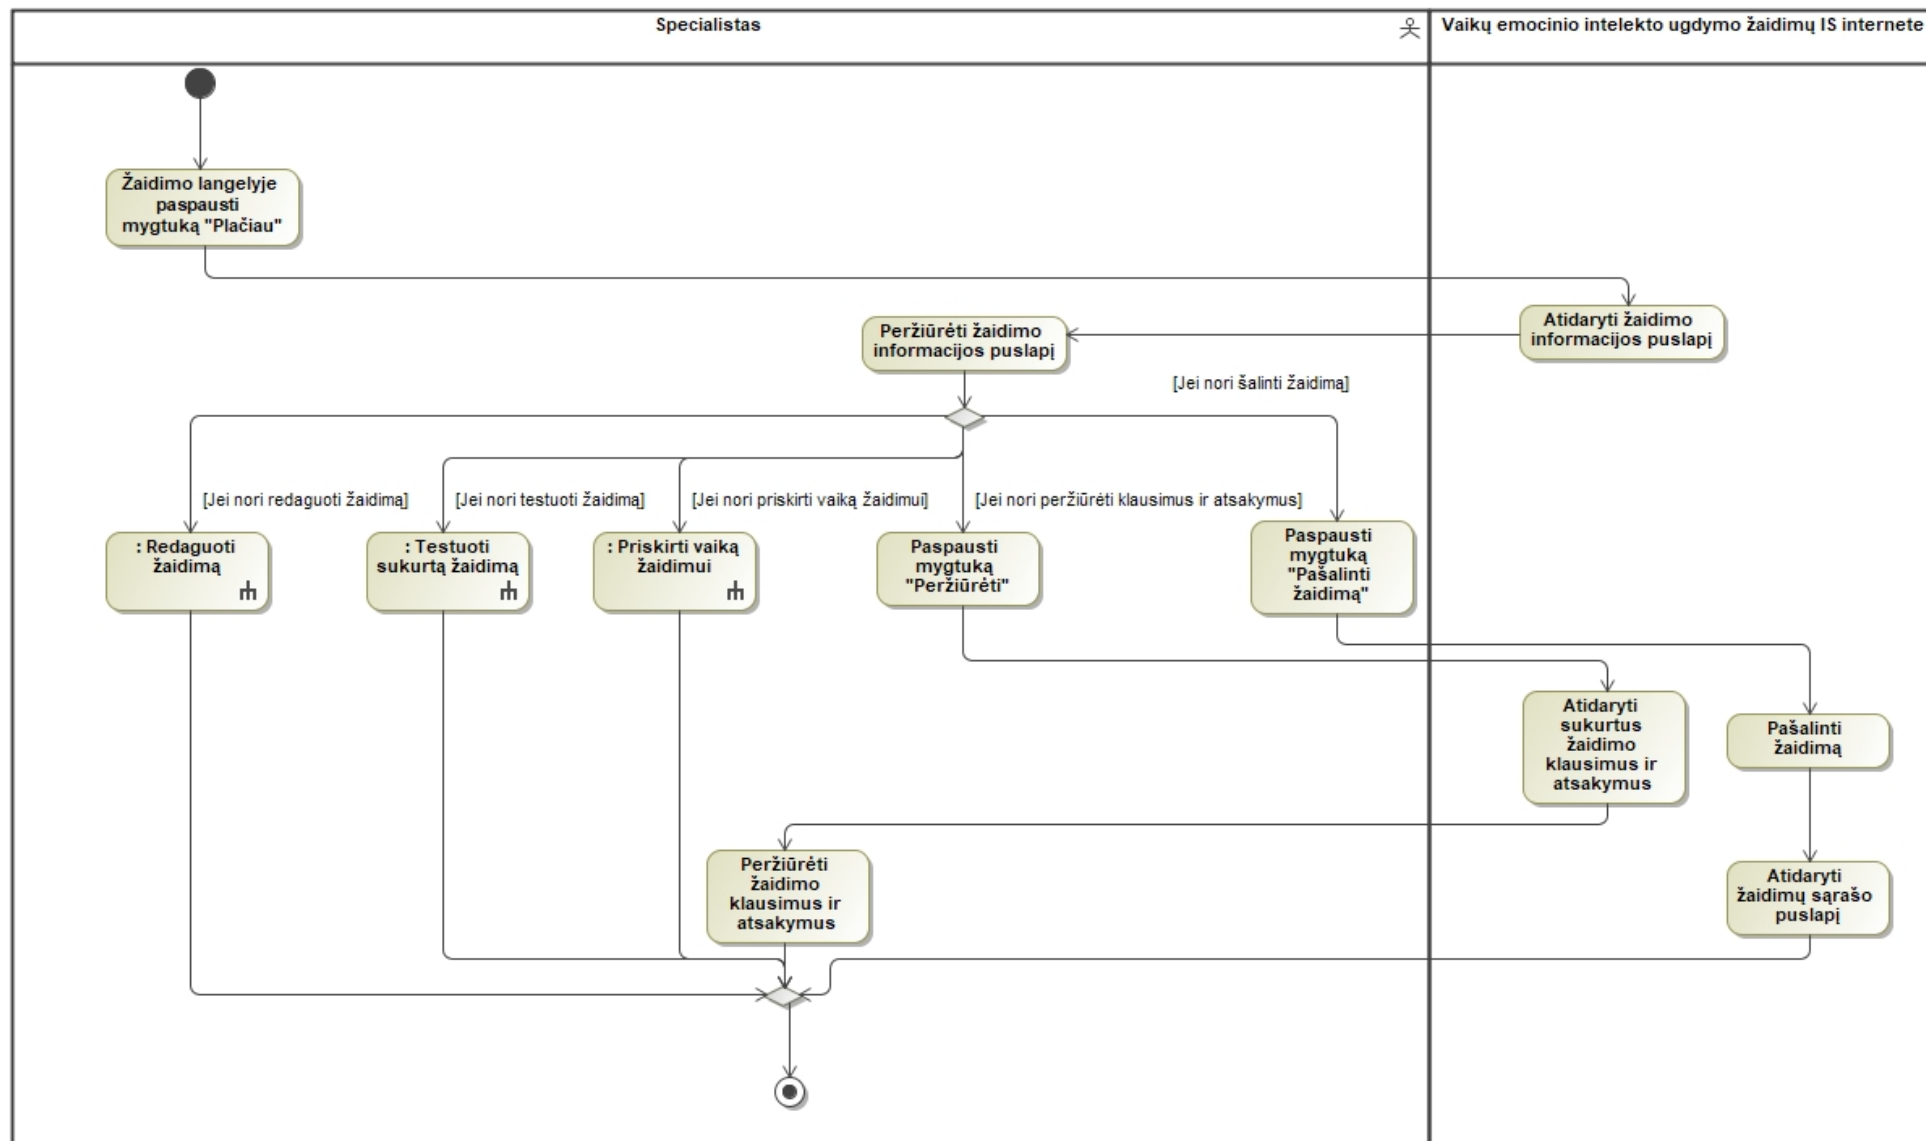 Specialistas
Vaikų emocinio intelekto ugdymo žaidimų IS internete
Žaidimo langelyje
paspausti
mygtuką "Plačiau"
Atidaryti žaidimo
informacijos puslapį
Peržiūrėti žaidimo
informacijos puslapį
[Jei nori šalinti žaidimą]
[Jei nori redaguoti žaidimą]
[Jei nori testuoti žaidimą]
[Jei nori priskirti vaiką žaidimui]
[Jei nori peržiūrėti klausimus ir atsakymus]
: Redaguoti
žaidimą
: Testuoti
sukurtą žaidimą
: Priskirti vaiką
žaidimui
Paspausti
mygtuką
"Peržiūrėti"
Paspausti
mygtuką
"Pašalinti
žaidimą"
Atidaryti
sukurtus
žaidimo
klausimus ir
atsakymus
Pašalinti
žaidimą
Peržiūrėti
žaidimo
klausimus ir
atsakymus
Atidaryti
žaidimų sąrašo
puslapį